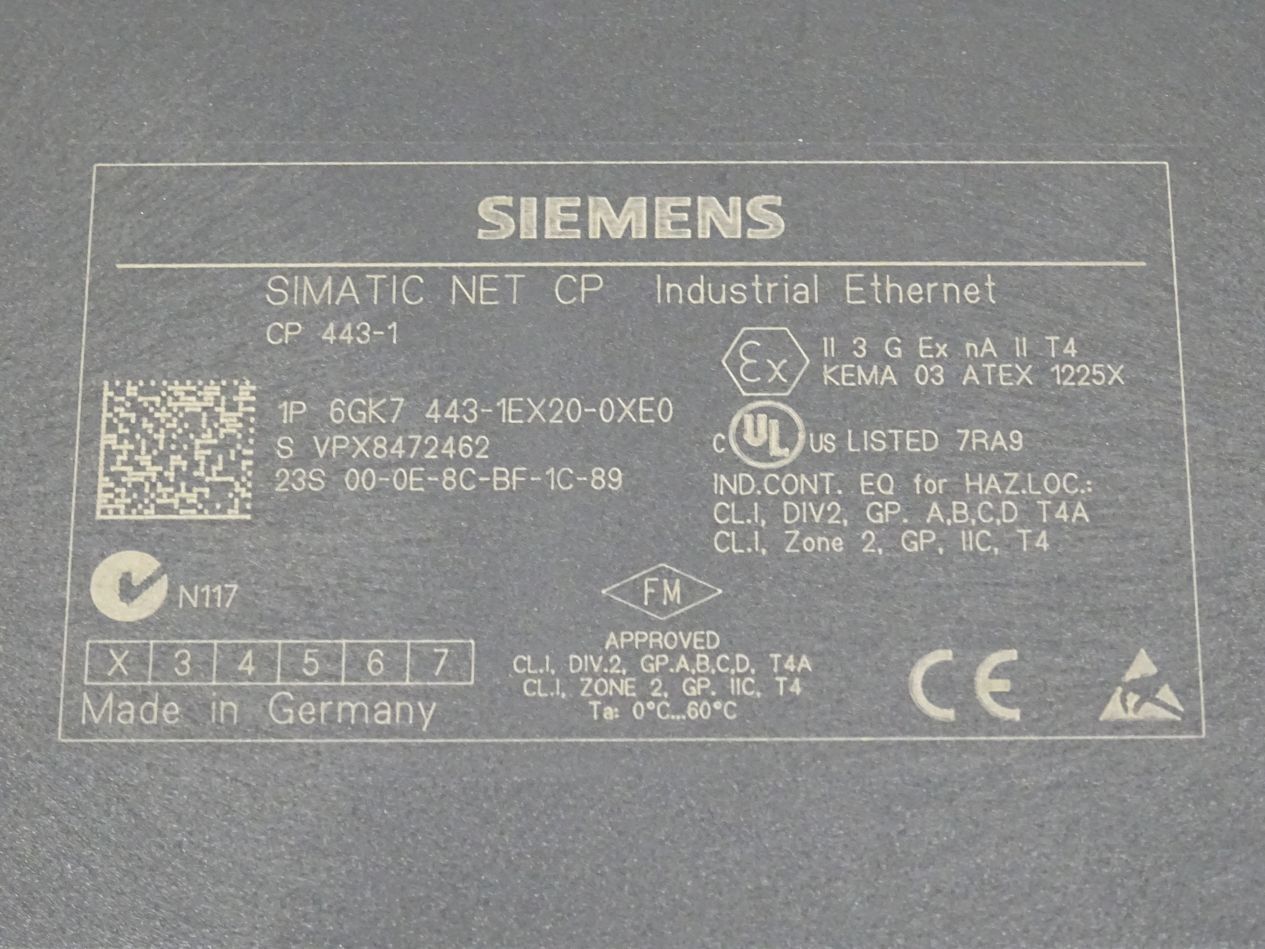 SIEMENS
SIMATIC NET CP Industrial Ethernet
CP 443-1
Ex II 3 G Ex nA II T4
KEMA 03 ATEX 1225X
1P 6GK7 443-1EX20-0XE0
S VPX8472462
23S 00-0E-8C-BF-1C-89
C UL US LISTED 7RA9
IND.CONT. EQ for HAZ.LOC.:
CL.I, DIV2, GP. A,B,C,D T4A
CL.I, Zone 2, GP. IIC, T4
N117
FM
APPROVED
CL.I, DIV.2, GP.A,B,C,D, T4A
CL.I, ZONE 2, GP. IIC, T4
Ta: 0°C...60°C
X 3 4 5 6 7
Made in Germany
CE